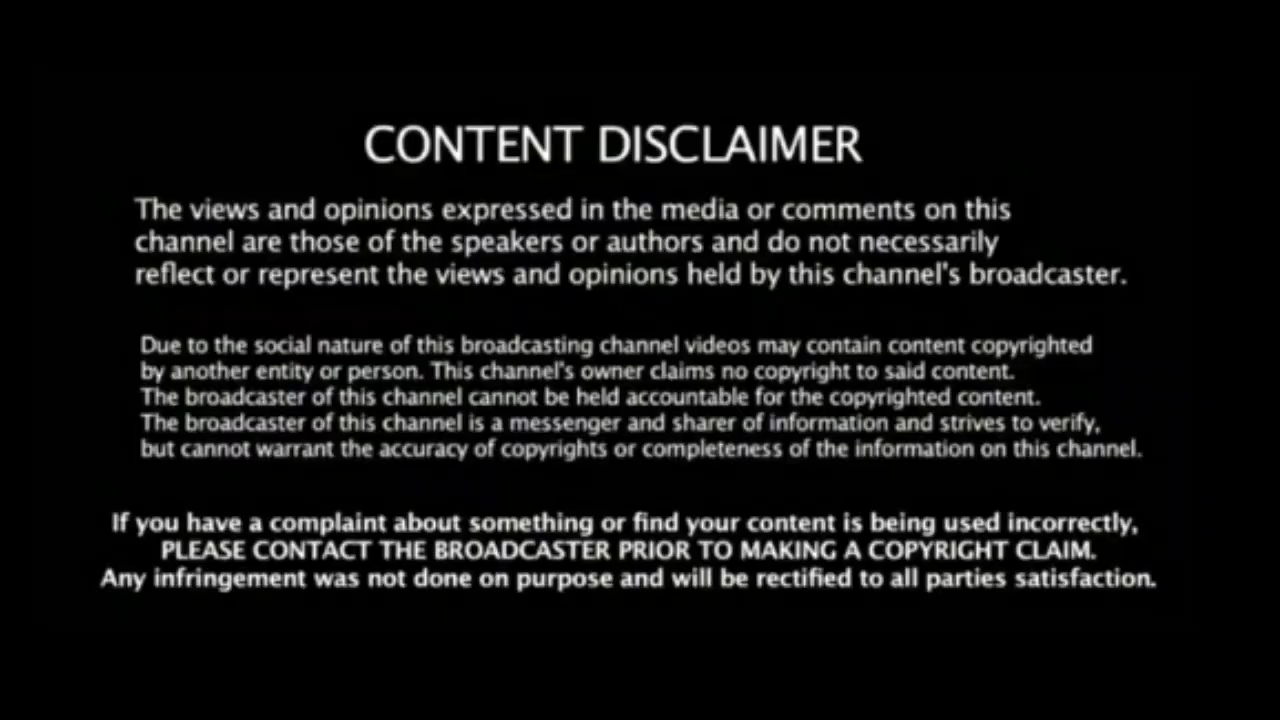 CONTENT DISCLAIMER
The views and opinions expressed in the media or comments on this
channel are those of the speakers or authors and do not necessarily
reflect or represent the views and opinions held by this channel's broadcaster.
Due to the social nature of this broadcasting channel videos may contain content copyrighted
by another entity or person. This channel's owner claims no copyright to said content.
The broadcaster of this channel cannot be held accountable for the copyrighted content.
The broadcaster of this channel is a messenger and sharer of information and strives to verify,
but cannot warrant the accuracy of copyrights or completeness of the information on this channel.
If you have a complaint about something or find your content is being used incorrectly,
PLEASE CONTACT THE BROADCASTER PRIOR TO MAKING A COPYRIGHT CLAIM.
Any infringement was not done on purpose and will be rectified to all parties satisfaction.